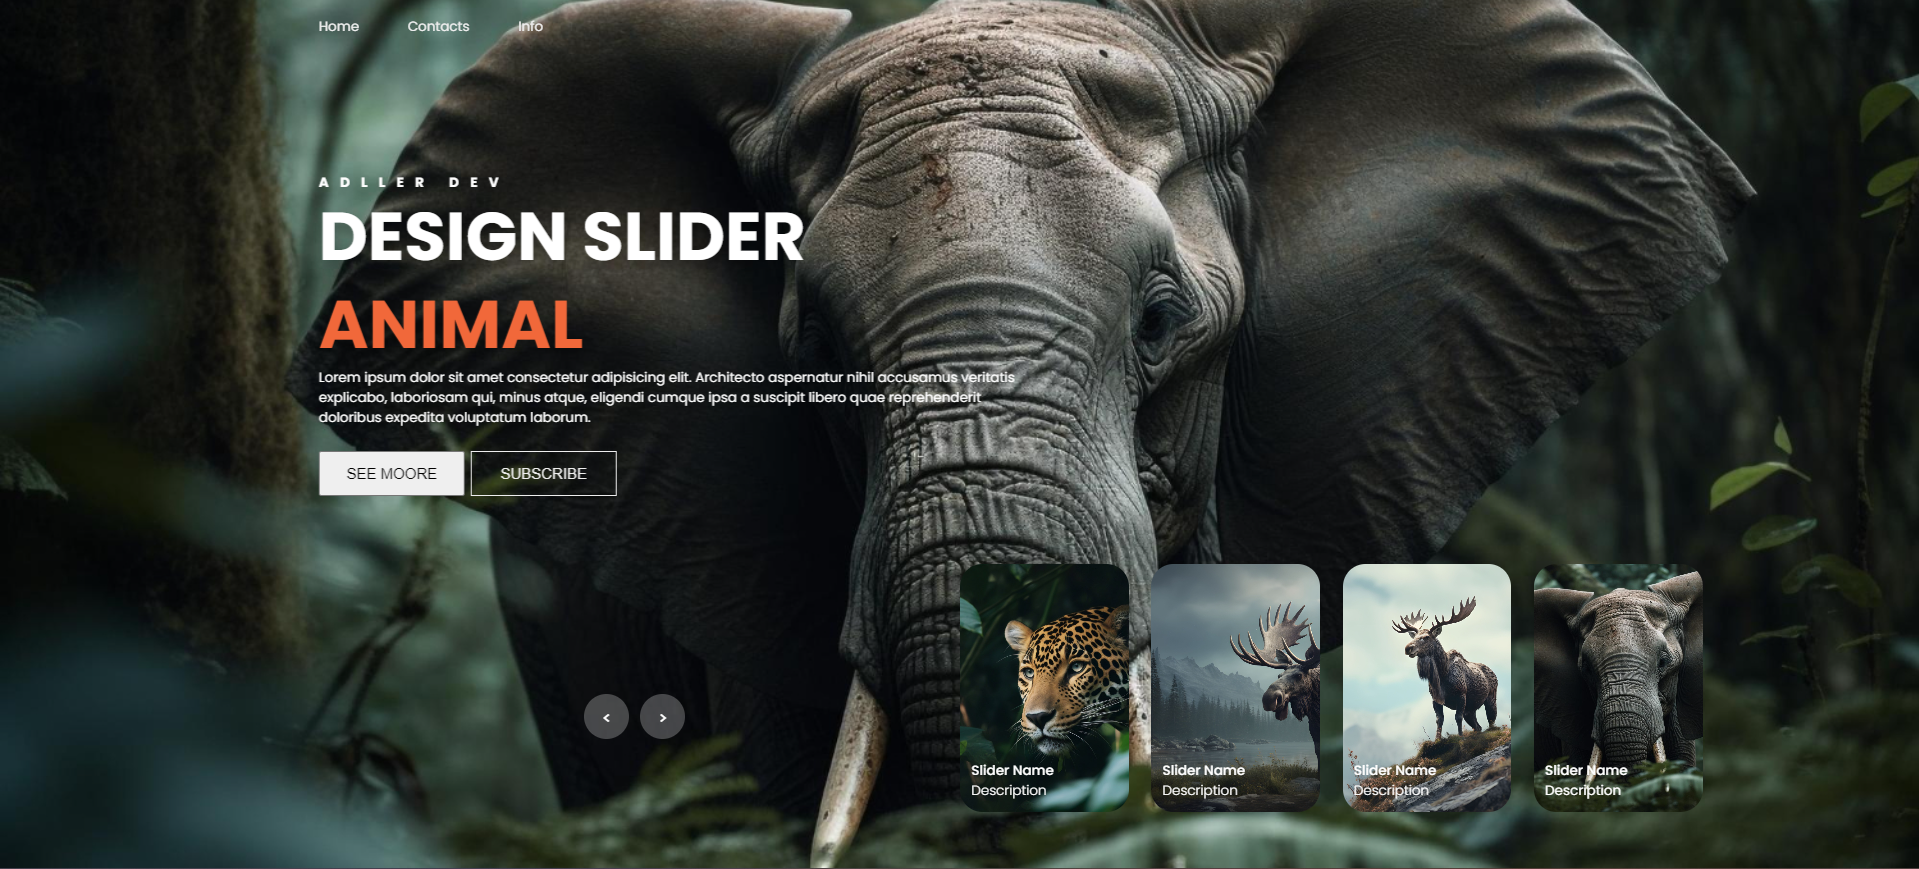 Home
Contacts
Info
ADLLER DEV
DESIGN SLIDER
ANIMAL
Lorem ipsum dolor sit amet consectetur adipisicing elit. Architecto aspernatur nihil accusamus veritatis
explicabo, laboriosam qui, minus atque, eligendi cumque ipsa a suscipit libero quae reprehenderit
doloribus expedita voluptatum laborum.
SEE MOORE
SUBSCRIBE
<
>
Slider Name
Description
Slider Name
Description
Slider Name
Description
Slider Name
Description